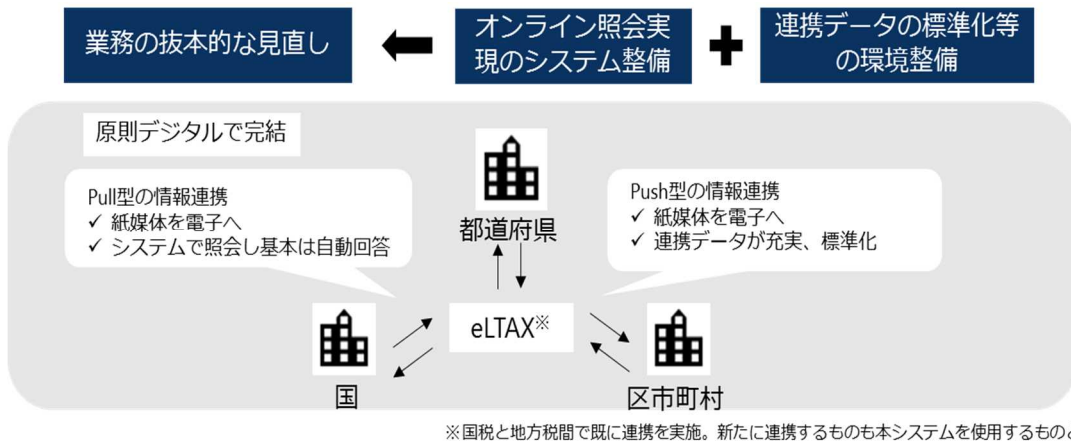 業務の抜本的な見直し
オンライン照会実
現のシステム整備
連携データの標準化等
の環境整備
原則デジタルで完結
Pull型の情報連携
✓ 紙媒体を電子へ
✓ システムで照会し基本は自動回答
Push型の情報連携
✓ 紙媒体を電子へ
✓ 連携データが充実、標準化
都道府県
eLTAX※
国
区市町村
※国税と地方税間で既に連携を実施。新たに連携するものも本システムを使用するもの